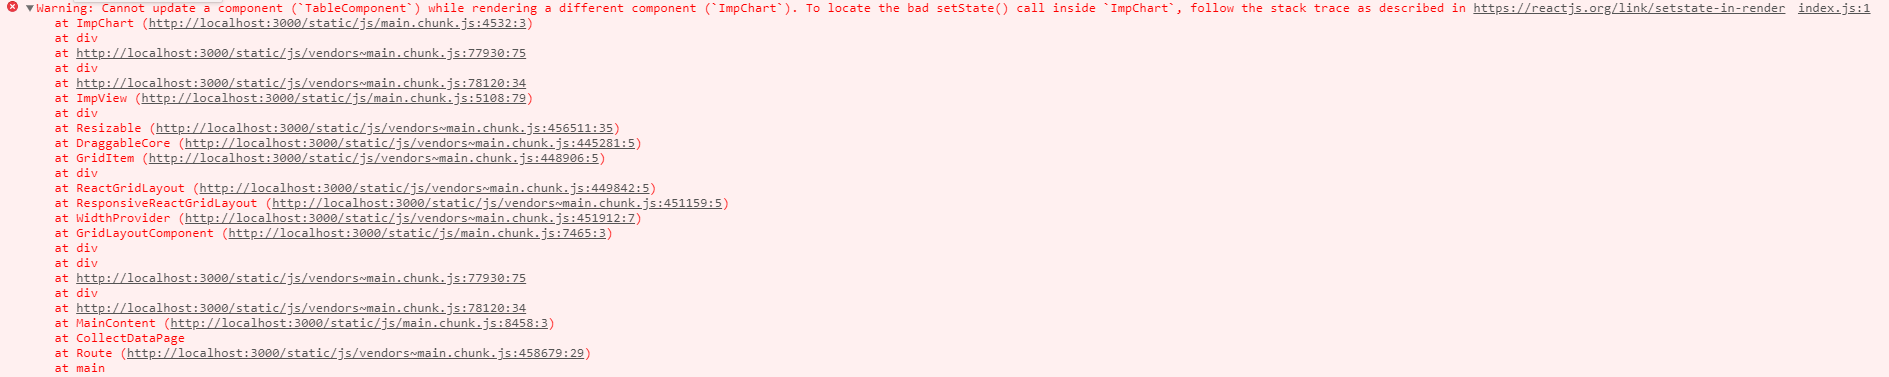 Warning: Cannot update a component (`TableComponent`) while rendering a different component (`ImpChart`). To locate the bad setState() call inside `ImpChart`, follow the stack trace as described in https://reactjs.org/link/setstate-in-render index.js:1
at ImpChart (http://localhost:3000/static/js/main.chunk.js:4532:3)
at div
at http://localhost:3000/static/js/vendors~main.chunk.js:77930:75
at div
at http://localhost:3000/static/js/vendors~main.chunk.js:78120:34
at ImpView (http://localhost:3000/static/js/main.chunk.js:5108:79)
at div
at Resizable (http://localhost:3000/static/js/vendors~main.chunk.js:456511:35)
at DraggableCore (http://localhost:3000/static/js/vendors~main.chunk.js:445281:5)
at GridItem (http://localhost:3000/static/js/vendors~main.chunk.js:448906:5)
at div
at ReactGridLayout (http://localhost:3000/static/js/vendors~main.chunk.js:449842:5)
at ResponsiveReactGridLayout (http://localhost:3000/static/js/vendors~main.chunk.js:451159:5)
at WidthProvider (http://localhost:3000/static/js/vendors~main.chunk.js:451912:7)
at GridLayoutComponent (http://localhost:3000/static/js/main.chunk.js:7465:3)
at div
at div
at http://localhost:3000/static/js/vendors~main.chunk.js:77930:75
at div
at http://localhost:3000/static/js/vendors~main.chunk.js:78120:34
at MainContent (http://localhost:3000/static/js/main.chunk.js:8458:3)
at CollectDataPage
at Route (http://localhost:3000/static/js/vendors~main.chunk.js:458679:29)
at main